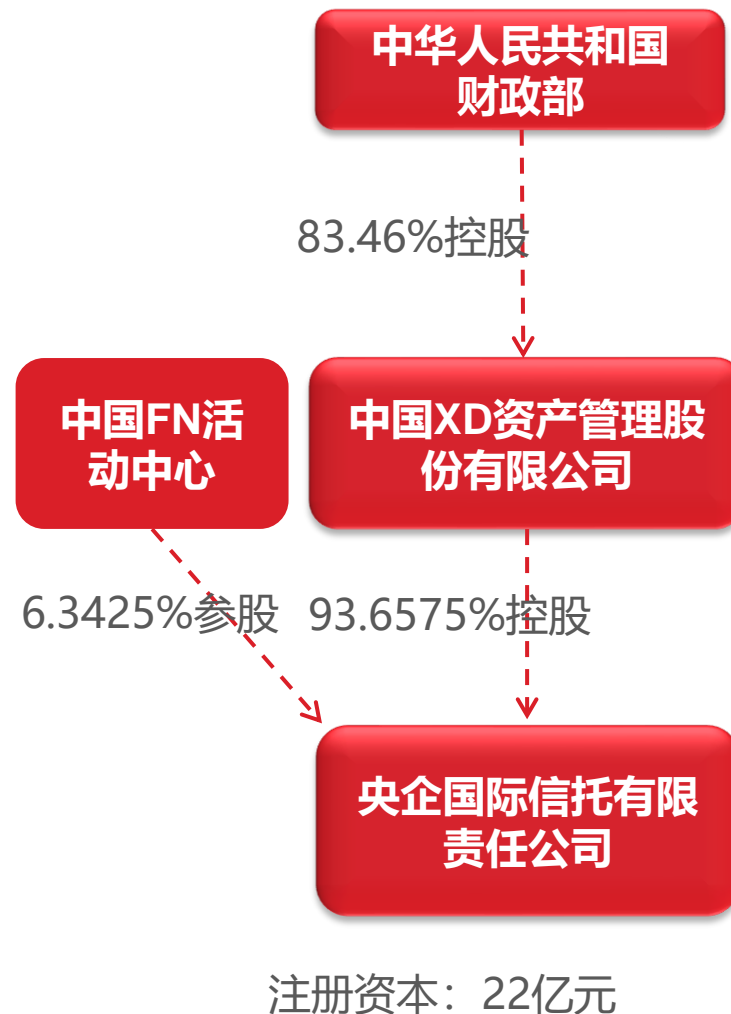 中华人民共和国
财政部
83.46%控股
中国FN活
动中心
中国XD资产管理股
份有限公司
6.3425%参股
93.6575%控股
央企国际信托有限
责任公司
注册资本：22亿元